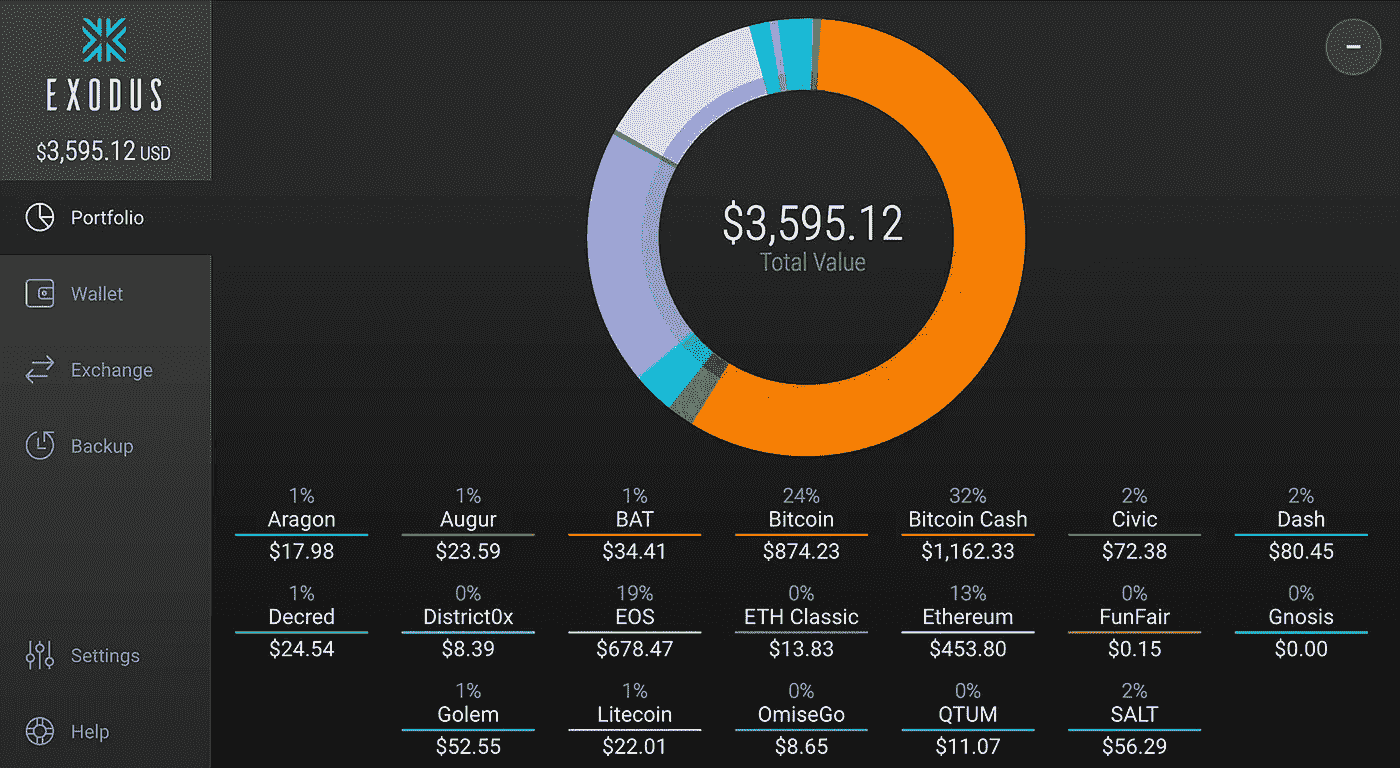 EXODUS
$3,595.12 USD
Portfolio
Wallet
Exchange
Backup
Settings
Help
$3,595.12
Total Value
1% 1% 1% 24% 32% 2% 2%
Aragon Augur BAT Bitcoin Bitcoin Cash Civic Dash
$17.98 $23.59 $34.41 $874.23 $1,162.33 $72.38 $80.45
1% 0% 19% 0% 13% 0% 0%
Decred District0x EOS ETH Classic Ethereum FunFair Gnosis
$24.54 $8.39 $678.47 $13.83 $453.80 $0.15 $0.00
1% 1% 0% 0% 2%
Golem Litecoin OmiseGo QTUM SALT
$52.55 $22.01 $8.65 $11.07 $56.29